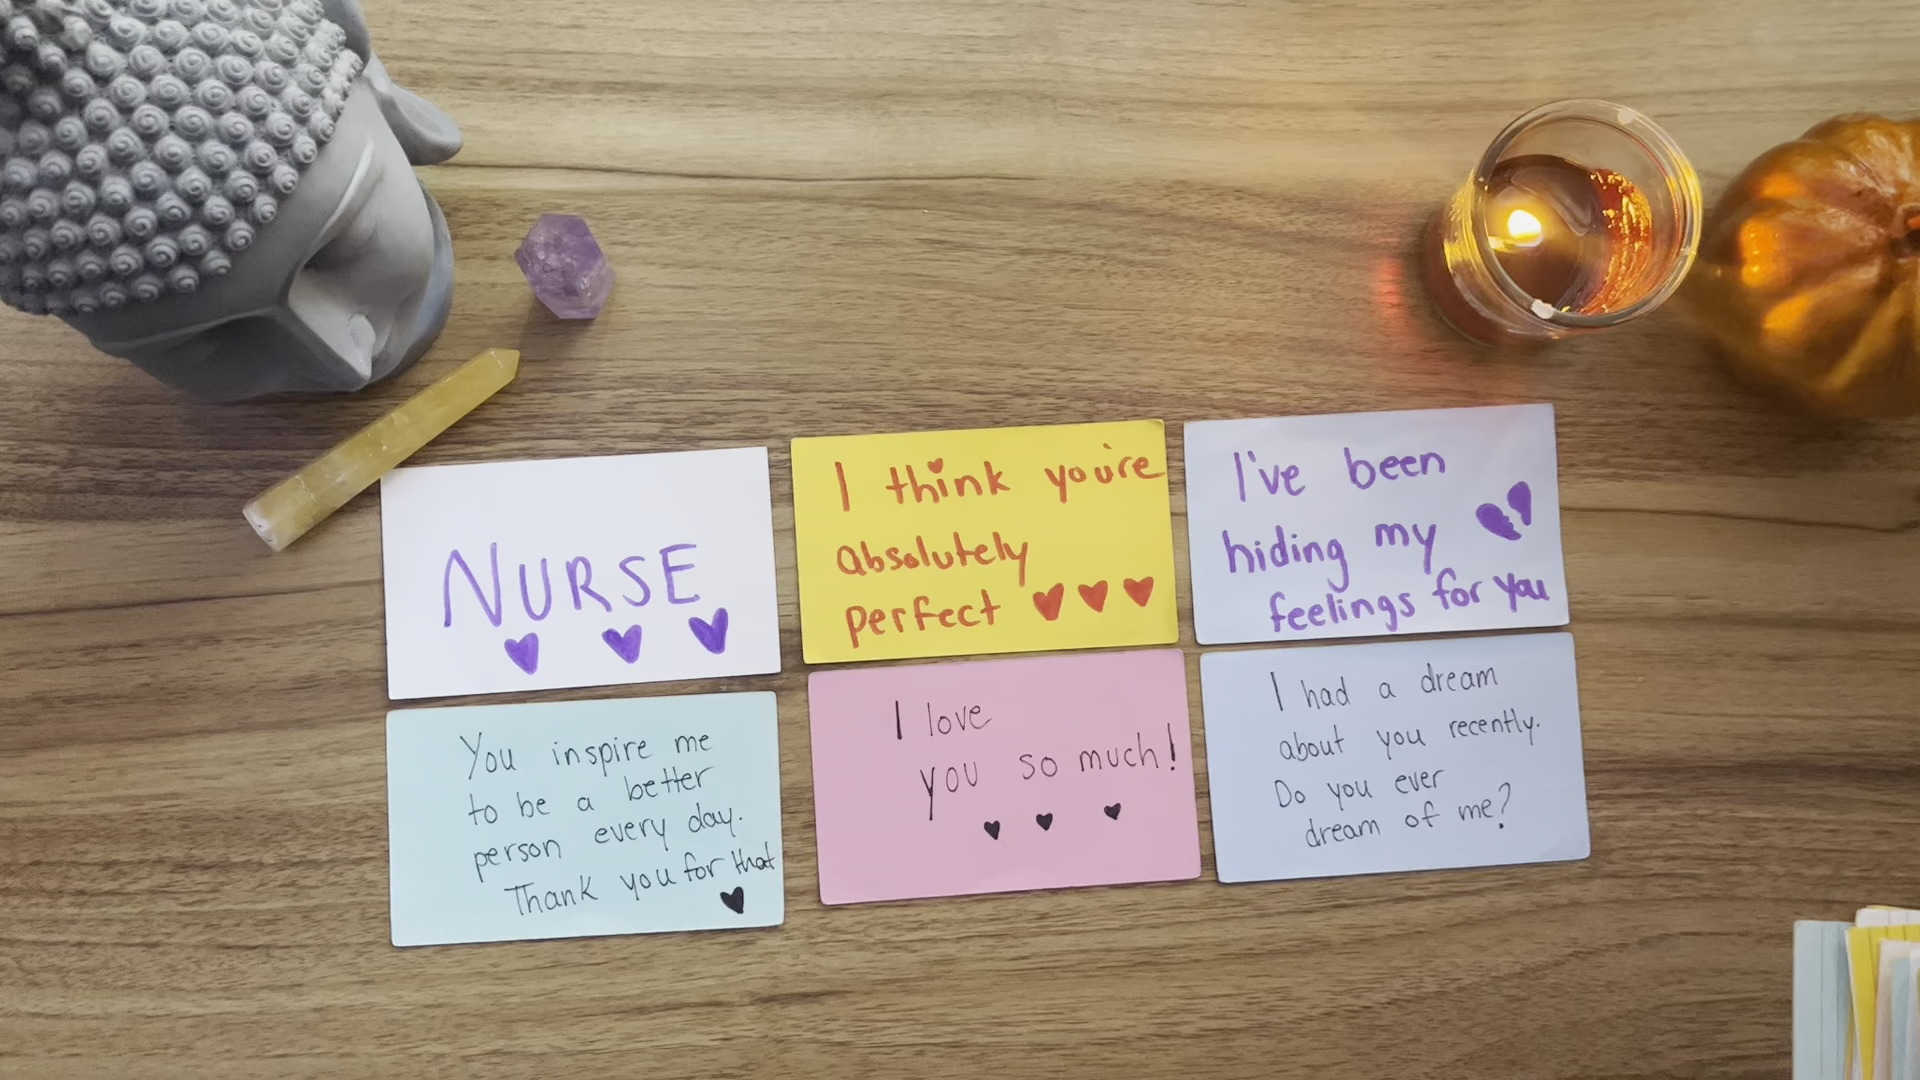 NURSE
I think you're
absolutely
perfect
I've been
hiding my
feelings for you
You inspire me
to be a better
person every day.
Thank you for that
I love
you so much!
I had a dream
about you recently.
Do you ever
dream of me?